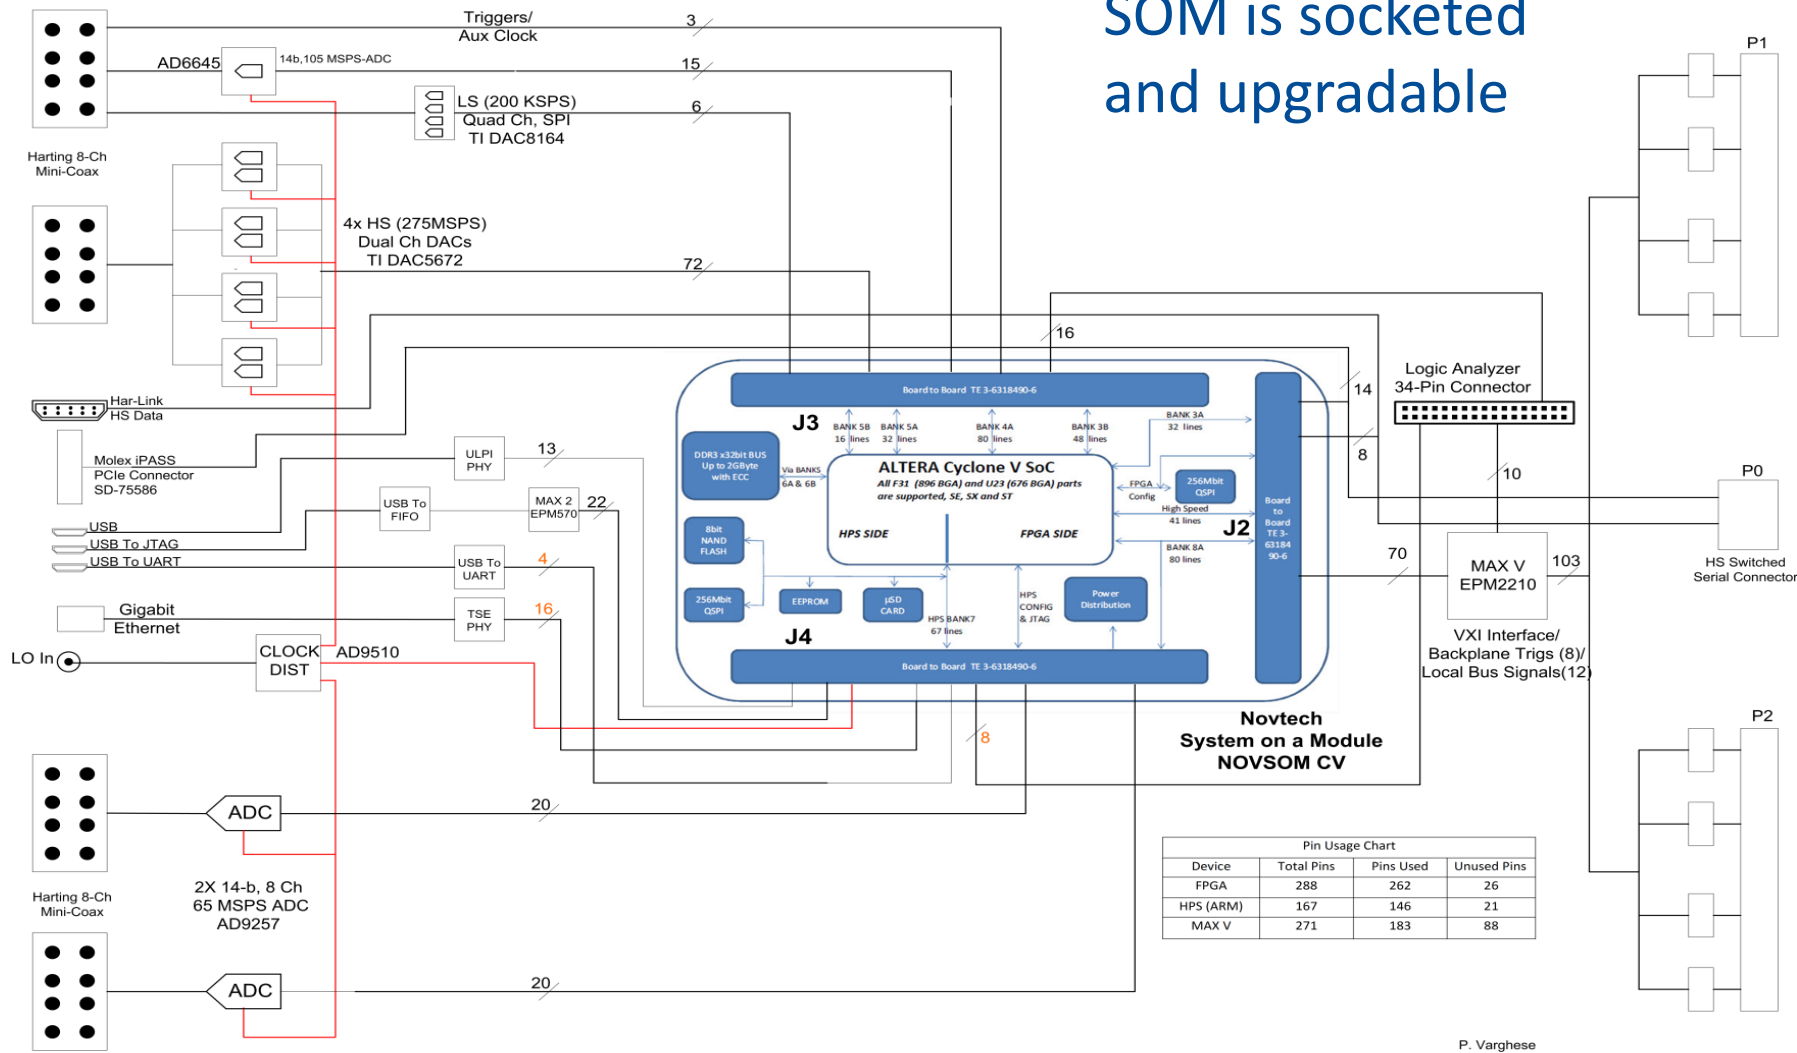 SOM is socketed
and upgradable
Triggers/
Aux Clock
3
AD6645
14b,105 MSPS-ADC
15
LS (200 KSPS)
Quad Ch, SPI
TI DAC8164
6
Harting 8-Ch
Mini-Coax
4x HS (275MSPS)
Dual Ch DACs
TI DAC5672
72
16
Har-Link
HS Data
Molex iPASS
PCIe Connector
SD-75586
ULPI
PHY
13
USB To
FIFO
MAX 2
EPM570
22
USB
USB To JTAG
USB To UART
USB To
UART
4
Gigabit
Ethernet
TSE
PHY
16
LO In
CLOCK
DIST
AD9510
Board to Board TE 3-6318490-6
J3
BANK 5B
16 lines
BANK 5A
32 lines
BANK 4A
80 lines
BANK 3B
48 lines
BANK 3A
32 lines
DDR3 x32bit BUS
Up to 2GByte
with ECC
Via BANKS
6A & 6B
ALTERA Cyclone V SoC
All F31 (896 BGA) and U23 (676 BGA) parts
are supported, SE, SX and ST
HPS SIDE
FPGA SIDE
FPGA
Config
256Mbit
QSPI
High Speed
41 lines
J2
BANK 8A
80 lines
Board
to
Board
TE 3-
63184
90-6
8bit
NAND
FLASH
256Mbit
QSPI
EEPROM
µSD
CARD
HPS BANK7
67 lines
HPS
CONFIG
& JTAG
Power
Distribution
J4
Board to Board TE 3-6318490-6
8
Novtech
System on a Module
NOVSOM CV
14
8
Logic Analyzer
34-Pin Connector
10
70
MAX V
EPM2210
103
VXI Interface/
Backplane Trigs (8)/
Local Bus Signals(12)
P1
P0
HS Switched
Serial Connector
P2
ADC
20
2X 14-b, 8 Ch
65 MSPS ADC
AD9257
Harting 8-Ch
Mini-Coax
ADC
20
Pin Usage Chart
Device Total Pins Pins Used Unused Pins
FPGA 288 262 26
HPS (ARM) 167 146 21
MAX V 271 183 88
P. Varghese